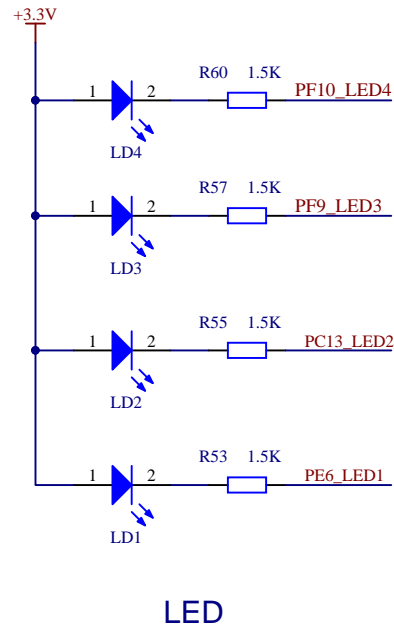 +3.3V
R60 1.5K PF10_LED4
1 2
LD4
R57 1.5K PF9_LED3
1 2
LD3
R55 1.5K PC13_LED2
1 2
LD2
R53 1.5K PE6_LED1
1 2
LD1
LED